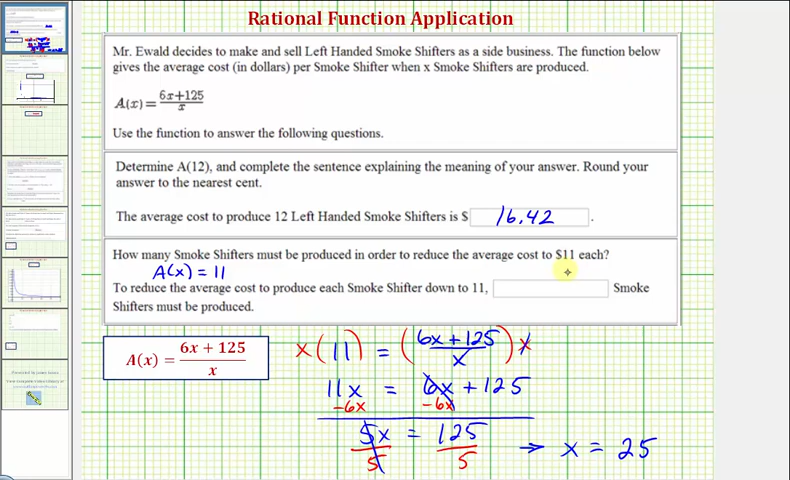 Rational Function Application
Mr. Ewald decides to make and sell Left Handed Smoke Shifters as a side business. The function below
gives the average cost (in dollars) per Smoke Shifter when x Smoke Shifters are produced.
A(x) = (6x+125)/x
Use the function to answer the following questions.
Determine A(12), and complete the sentence explaining the meaning of your answer. Round your
answer to the nearest cent.
The average cost to produce 12 Left Handed Smoke Shifters is $ 16.42 .
How many Smoke Shifters must be produced in order to reduce the average cost to $11 each?
A(x) = 11
To reduce the average cost to produce each Smoke Shifter down to 11, Smoke
Shifters must be produced.
A(x) = (6x + 125)/x
x(11) = ((6x + 125)/x)x
11x = 6x + 125
-6x -6x
5x = 125
5 5
→ x = 25